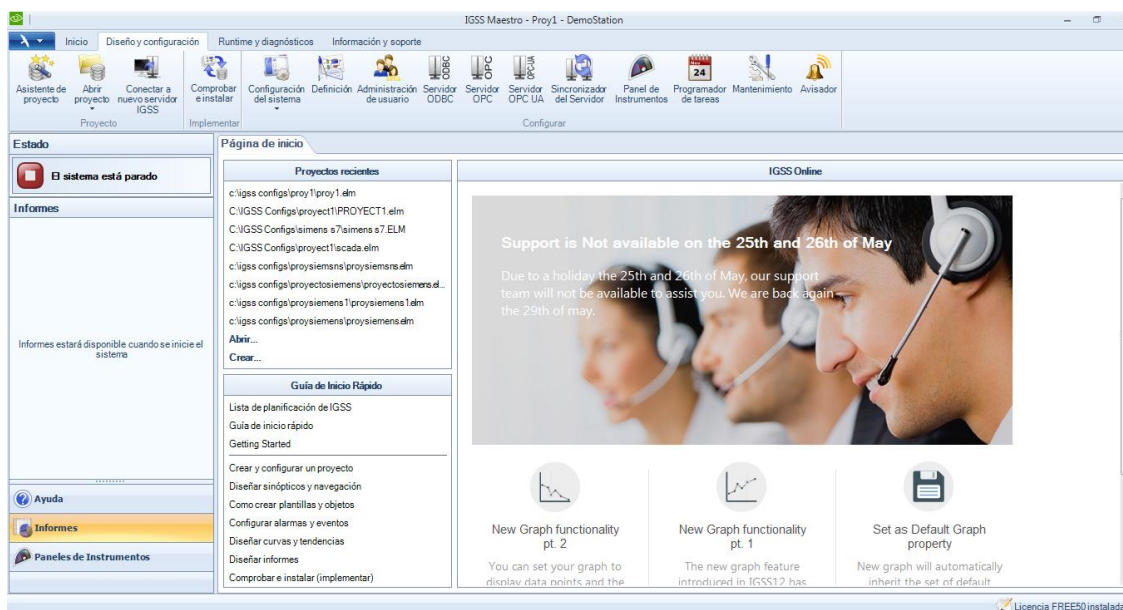 IGSS Maestro - Proy1 - DemoStation
Inicio
Diseño y configuración
Runtime y diagnósticos
Información y soporte
Asistente de proyecto
Abrir proyecto
Conectar a nuevo servidor IGSS
Comprobar e instalar
Configuración del sistema
Definición
Administración de usuario
ODBC
Servidor ODBC
OPC
Servidor OPC
OPC-UA
Servidor OPC UA
Sincronizador del Servidor
Panel de Instrumentos
24
Programador de tareas
Mantenimiento
Avisador
Proyecto
Implementar
Configurar
Estado
El sistema está parado
Informes
Informes estará disponible cuando se inicie el
sistema
Ayuda
Informes
Paneles de Instrumentos
Página de inicio
Proyectos recientes
c:\igss configs\proy1\proy1.elm
C:\IGSS Configs\proyect1\PROYECT1.elm
C:\IGSS Configs\simens s7\simens s7.ELM
C:\IGSS Configs\proyect1\scada.elm
c:\igss configs\proysiemsns\proysiemsns.elm
c:\igss configs\proyectosiemens\proyectosiemens.el...
c:\igss configs\proysiemens1\proysiemens1.elm
c:\igss configs\proysiemens\proysiemens.elm
Abrir...
Crear...
Guía de Inicio Rápido
Lista de planificación de IGSS
Guía de inicio rápido
Getting Started
Crear y configurar un proyecto
Diseñar sinópticos y navegación
Como crear plantillas y objetos
Configurar alarmas y eventos
Diseñar curvas y tendencias
Diseñar informes
Comprobar e instalar (implementar)
IGSS Online
Support is Not available on the 25th and 26th of May
Due to a holiday the 25th and 26th of May, our support
team will not be available to assist you. We are back again
the 29th of may.
New Graph functionality
pt. 2
You can set your graph to
display data points and the
New Graph functionality
pt. 1
The new graph feature
introduced in IGSS12 has
Set as Default Graph
property
New graph will automatically
inherit the set of default
Licencia FREE50 instalada